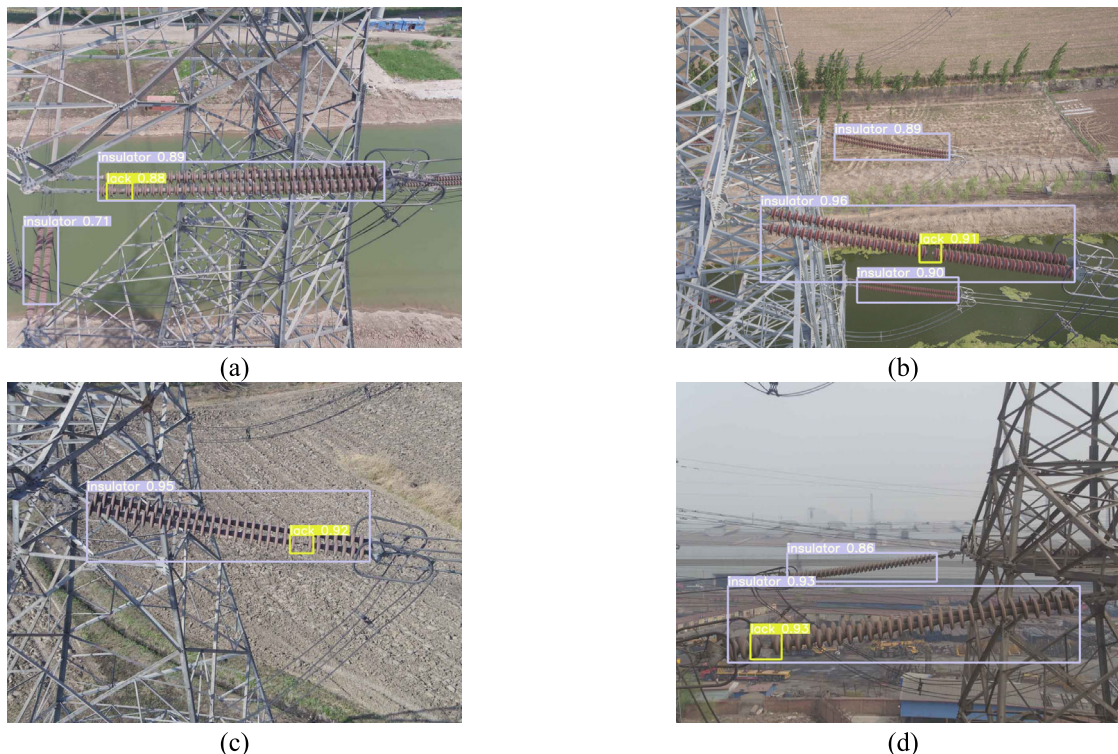 insulator 0.89
lack 0.88
insulator 0.71
(a)
insulator 0.89
insulator 0.96
lack 0.91
insulator 0.90
(b)
insulator 0.95
lack 0.92
(c)
insulator 0.86
insulator 0.93
lack 0.93
(d)